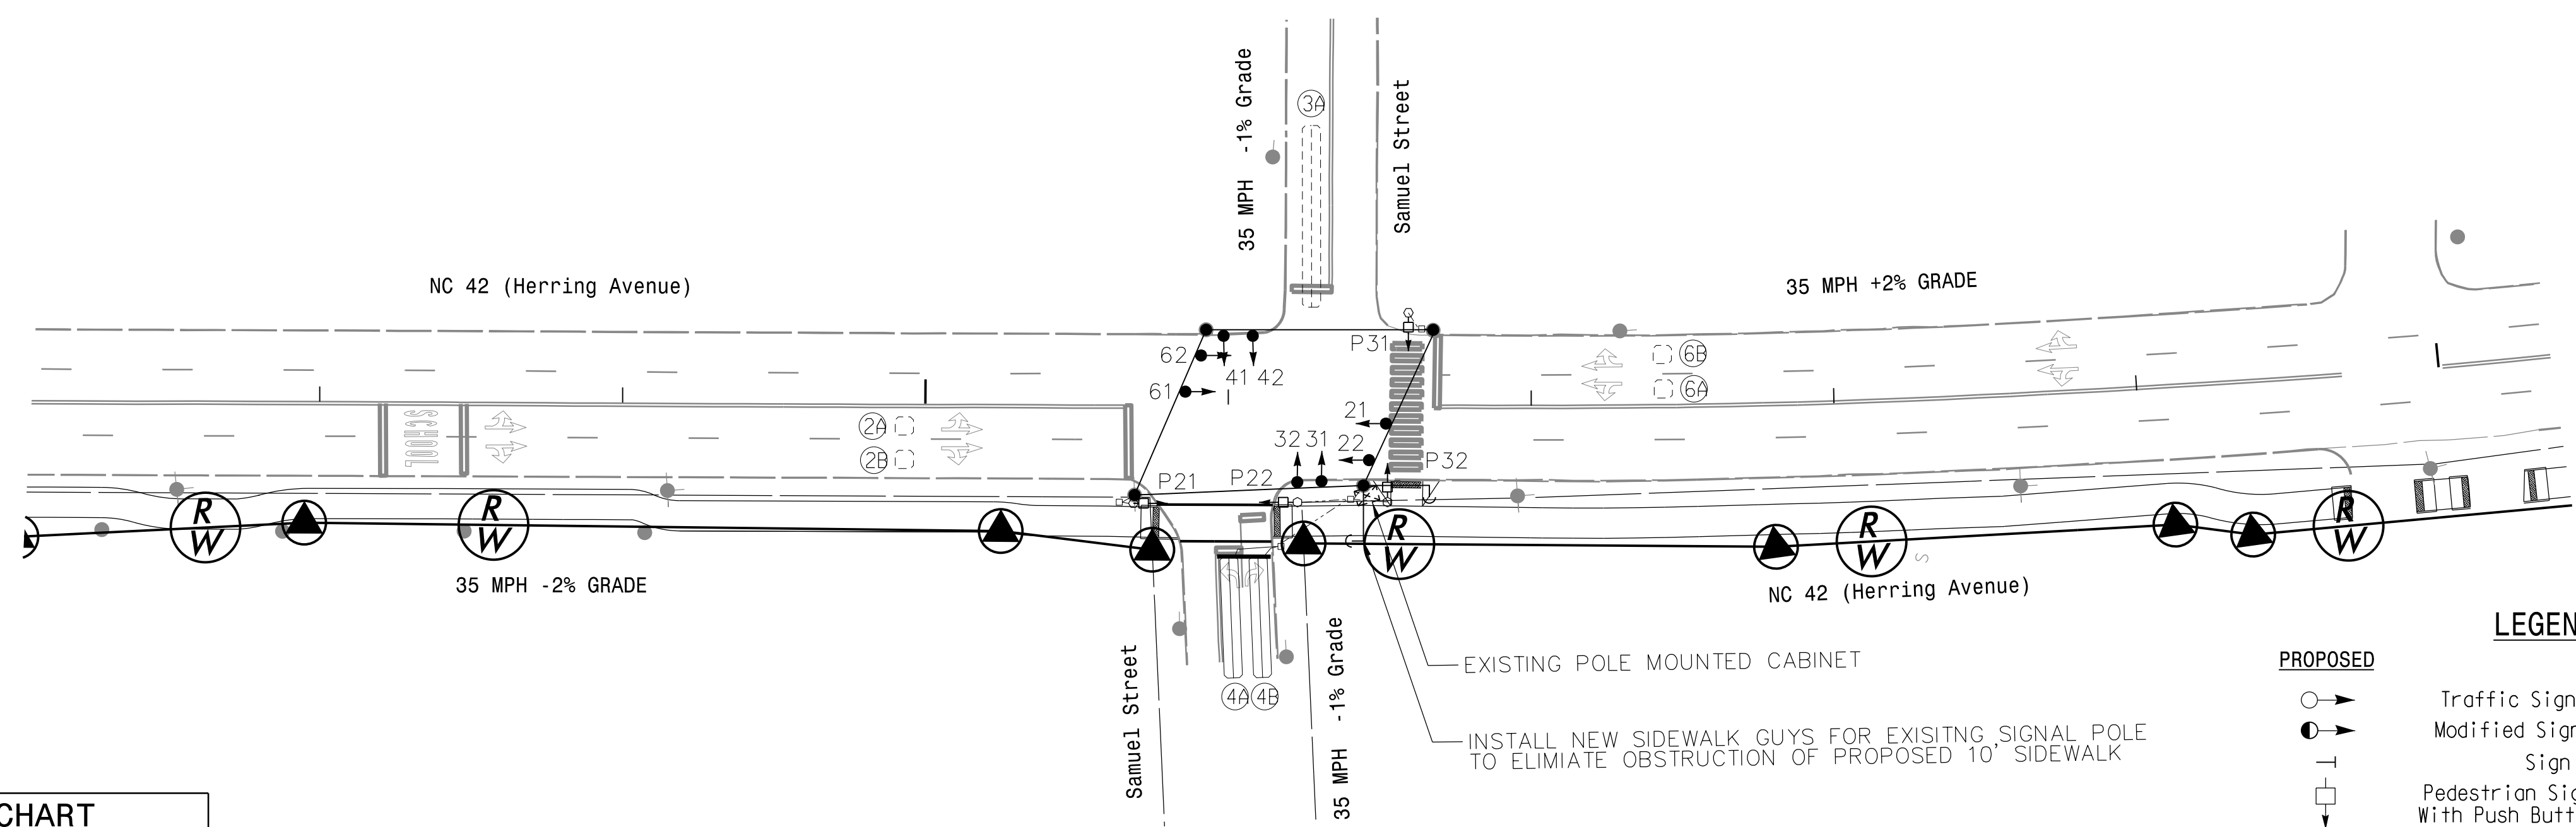 35 MPH -1% Grade
Samuel Street
3A
NC 42 (Herring Avenue)
35 MPH +2% GRADE
62
41 42
61
P31
6B
6A
21
2A
2B
SCHOOL
32 31 22
P32
P21
P22
R W
R W
R W
R W
R W
S
35 MPH -2% GRADE
NC 42 (Herring Avenue)
Samuel Street
4A 4B
35 MPH -1% Grade
EXISTING POLE MOUNTED CABINET
INSTALL NEW SIDEWALK GUYS FOR EXISITNG SIGNAL POLE
TO ELIMIATE OBSTRUCTION OF PROPOSED 10' SIDEWALK
LEGEN
PROPOSED
Traffic Sign
Modified Sign
Sign
Pedestrian Sig
With Push Butt
CHART